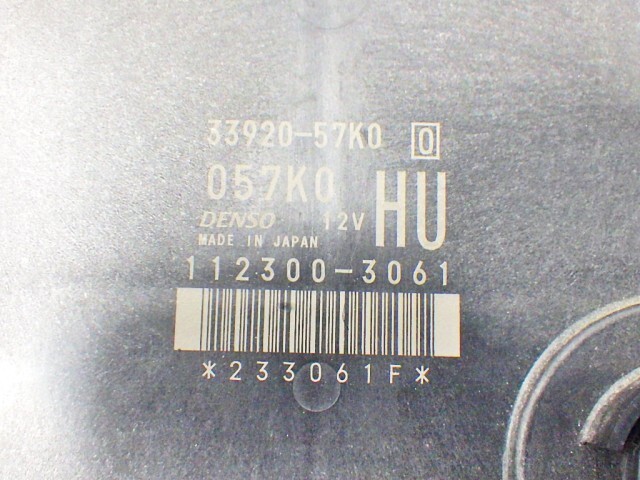 33920-57K0 0
057K0 HU
DENSO 12V
MADE IN JAPAN
112300-3061
*233061F*